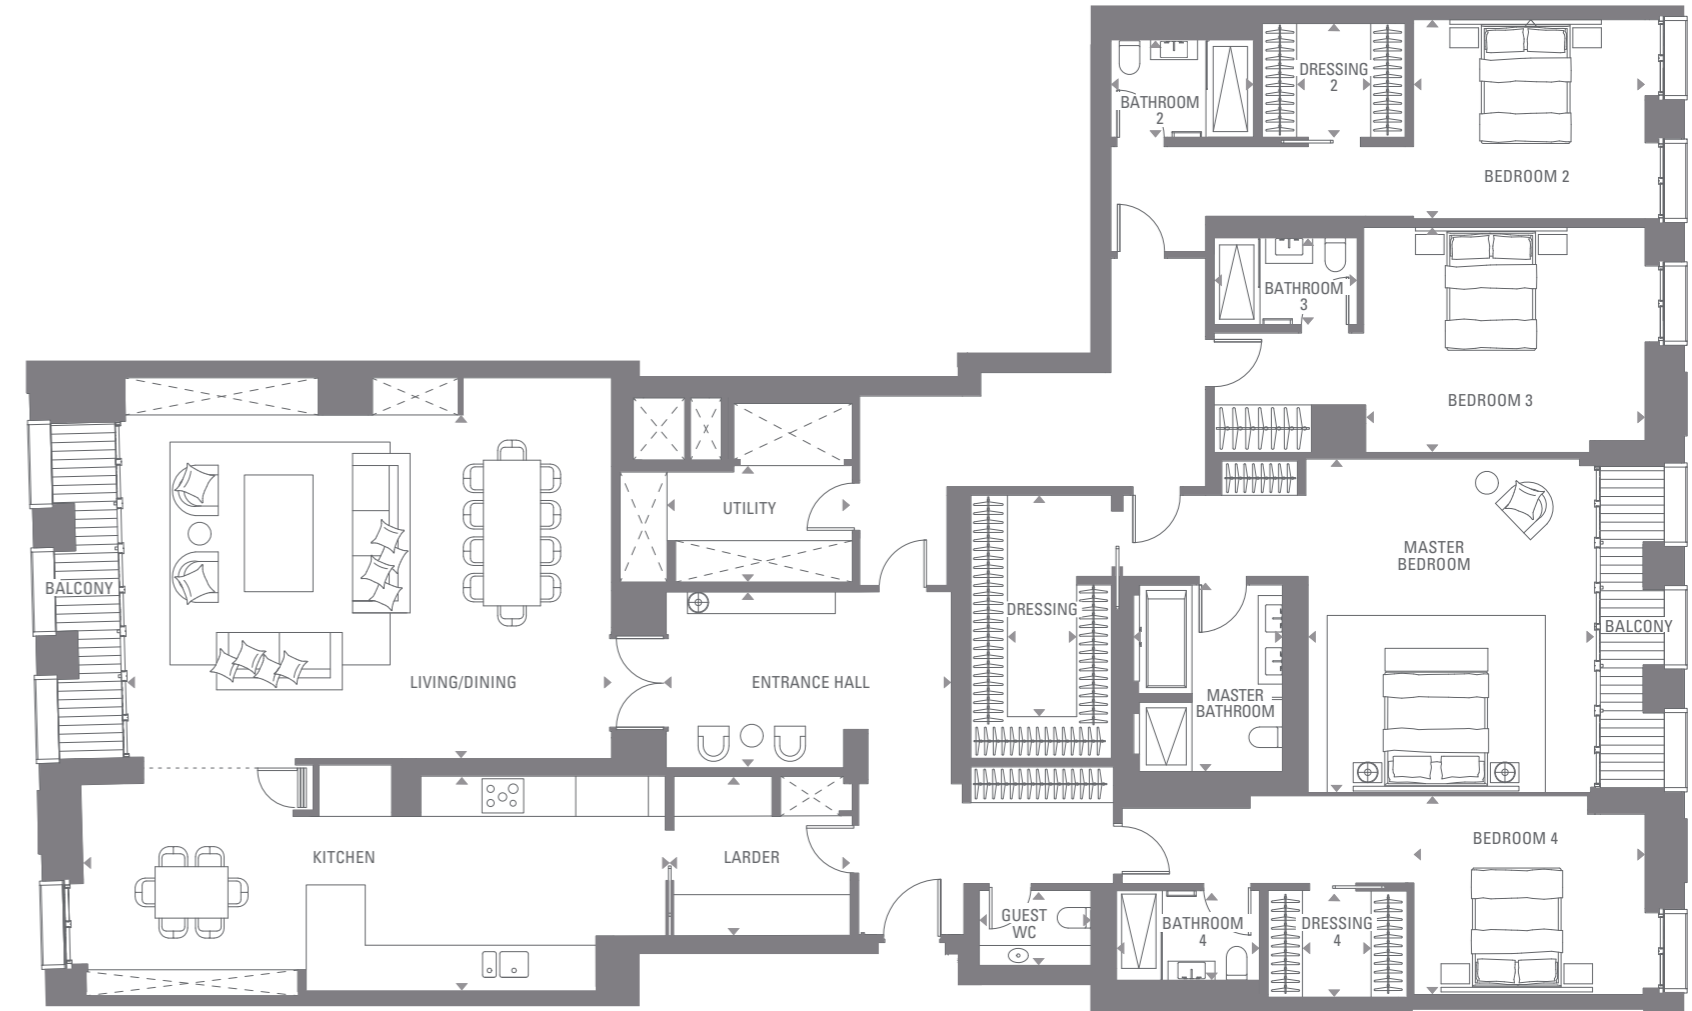 DRESSING
2
BATHROOM
2
BEDROOM 2
BATHROOM
3
BEDROOM 3
UTILITY
MASTER
BEDROOM
BALCONY
DRESSING
BALCONY
LIVING/DINING
ENTRANCE HALL
MASTER
BATHROOM
KITCHEN
LARDER
BEDROOM 4
GUEST
WC
BATHROOM
4
DRESSING
4